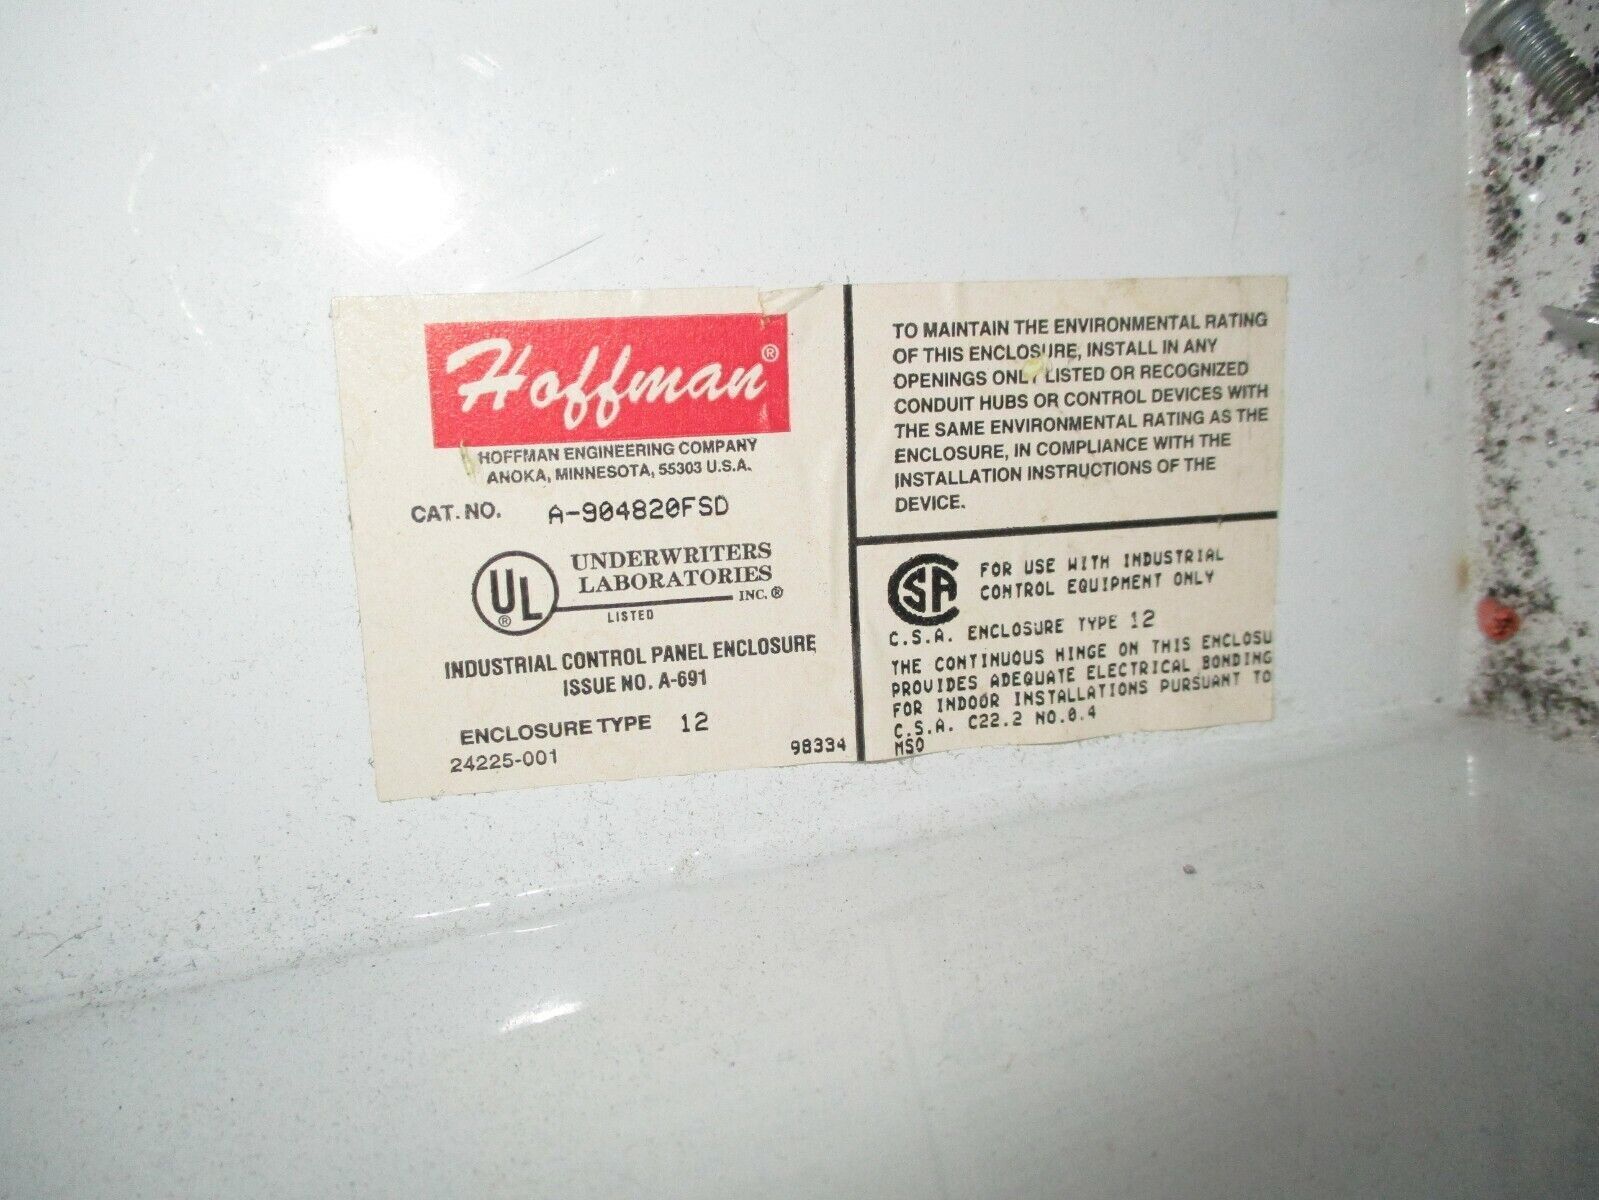 Hoffman®
HOFFMAN ENGINEERING COMPANY
ANOKA, MINNESOTA, 55303 U.S.A.
CAT. NO. A-904820FSD
UL®
UNDERWRITERS
LABORATORIES
INC.®
LISTED
INDUSTRIAL CONTROL PANEL ENCLOSURE
ISSUE NO. A-691
ENCLOSURE TYPE 12
24225-001
98334
TO MAINTAIN THE ENVIRONMENTAL RATING
OF THIS ENCLOSURE, INSTALL IN ANY
OPENINGS ONLY LISTED OR RECOGNIZED
CONDUIT HUBS OR CONTROL DEVICES WITH
THE SAME ENVIRONMENTAL RATING AS THE
ENCLOSURE, IN COMPLIANCE WITH THE
INSTALLATION INSTRUCTIONS OF THE
DEVICE.
CSA
FOR USE WITH INDUSTRIAL
CONTROL EQUIPMENT ONLY
C.S.A. ENCLOSURE TYPE 12
THE CONTINUOUS HINGE ON THIS ENCLOSU
PROVIDES ADEQUATE ELECTRICAL BONDING
FOR INDOOR INSTALLATIONS PURSUANT TO
C.S.A. C22.2 NO.0.4
MSO